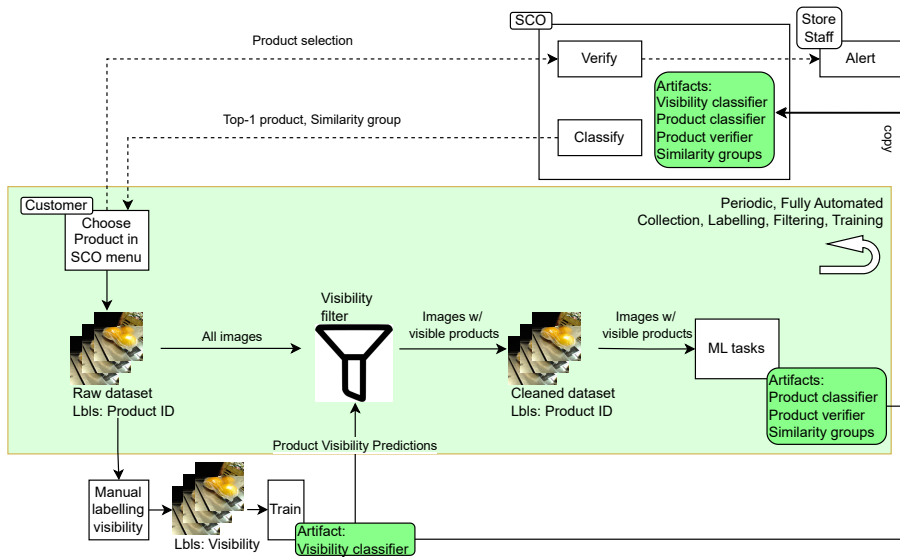 SCO
Store
Staff
Product selection
Verify
Alert
Artifacts:
Visibility classifier
Product classifier
Product verifier
Similarity groups
Top-1 product, Similarity group
Classify
copy
Customer
Choose
Product in
SCO menu
Periodic, Fully Automated
Collection, Labelling, Filtering, Training
Visibility
filter
All images
Images w/
visible products
Images w/
visible products
ML tasks
Raw dataset
Lbls: Product ID
Cleaned dataset
Lbls: Product ID
Artifacts:
Product classifier
Product verifier
Similarity groups
Product Visibility Predictions
Manual
labelling
visibility
Lbls: Visibility
Train
Artifact:
Visibility classifier